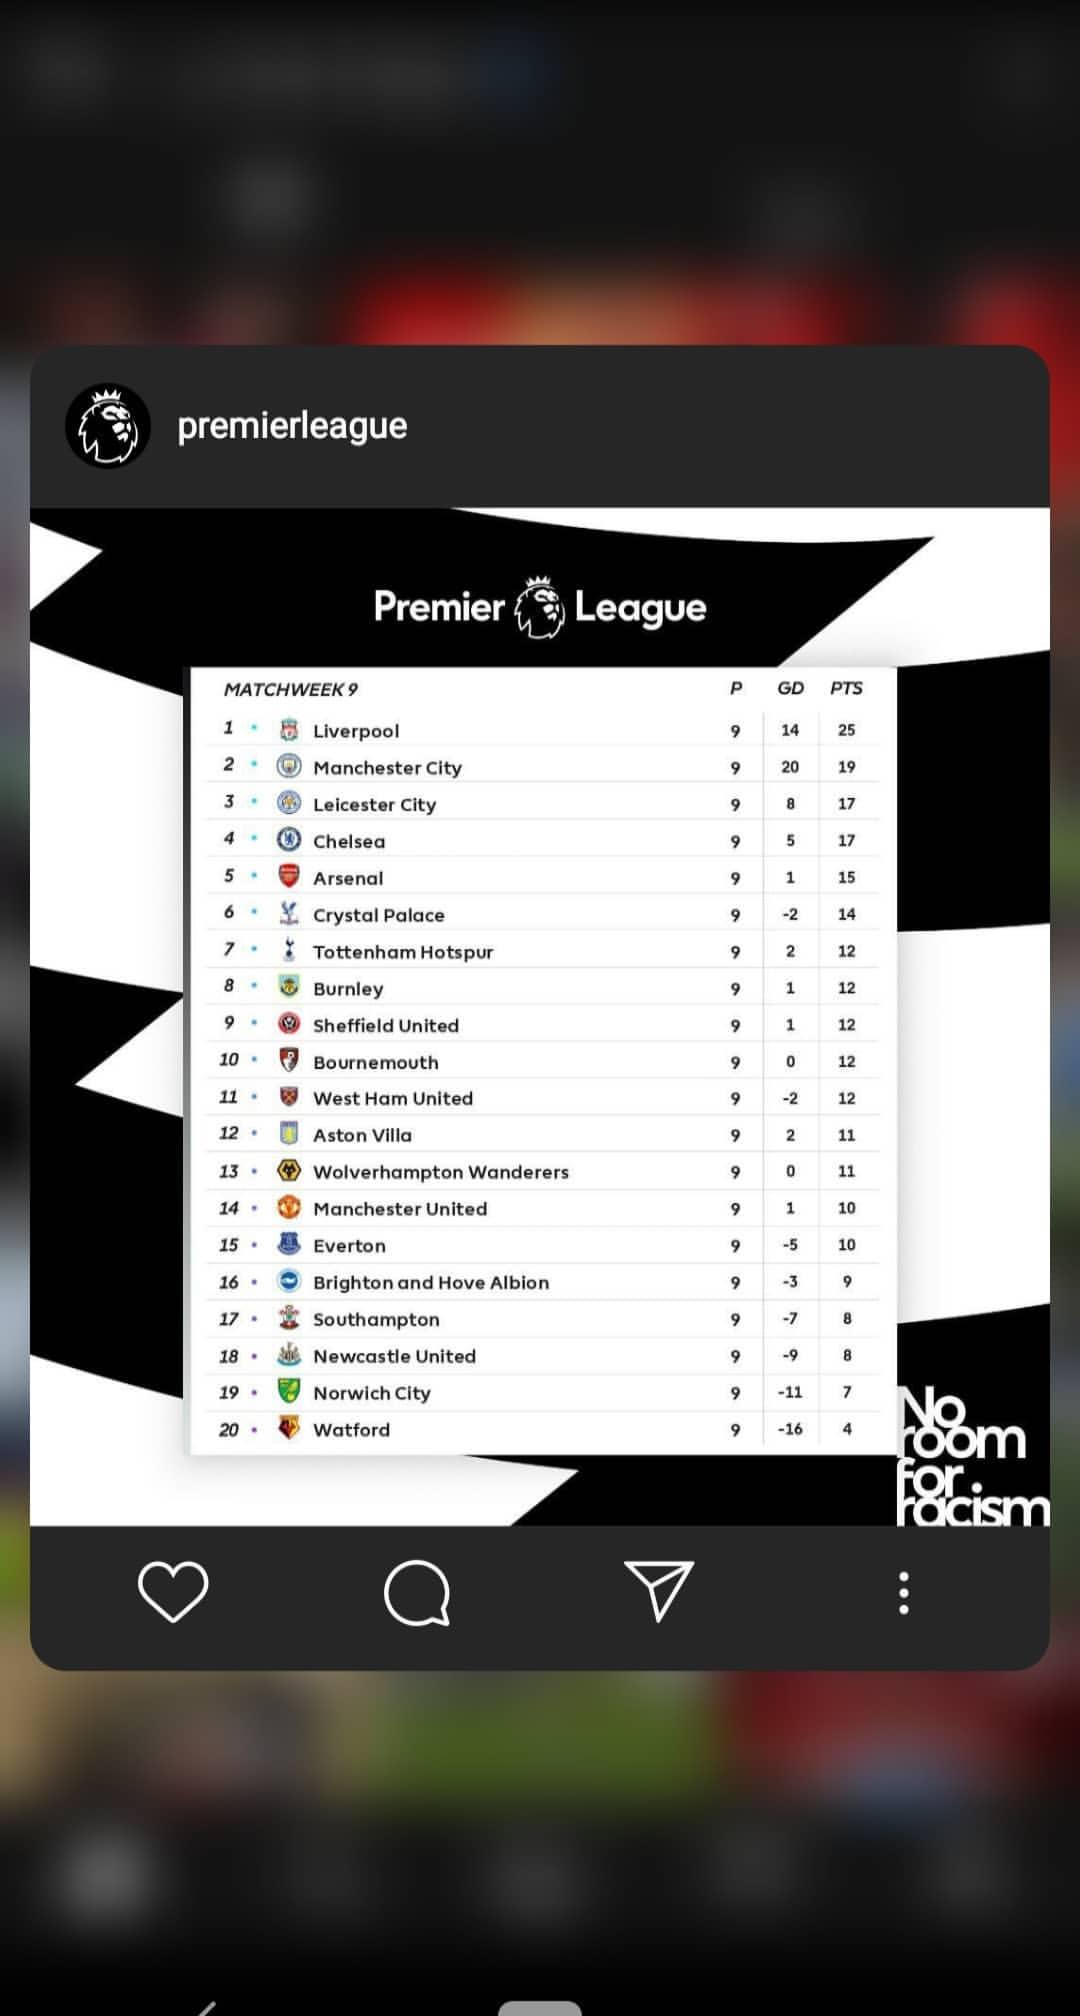 premierleague
Premier League
MATCHWEEK 9 P GD PTS
1 Liverpool 9 14 25
2 Manchester City 9 20 19
3 Leicester City 9 8 17
4 Chelsea 9 5 17
5 Arsenal 9 1 15
6 Crystal Palace 9 -2 14
7 Tottenham Hotspur 9 2 12
8 Burnley 9 1 12
9 Sheffield United 9 1 12
10 Bournemouth 9 0 12
11 West Ham United 9 -2 12
12 Aston Villa 9 2 11
13 Wolverhampton Wanderers 9 0 11
14 Manchester United 9 1 10
15 Everton 9 -5 10
16 Brighton and Hove Albion 9 -3 9
17 Southampton 9 -7 8
18 Newcastle United 9 -9 8
19 Norwich City 9 -11 7
20 Watford 9 -16 4
No
room
for
racism